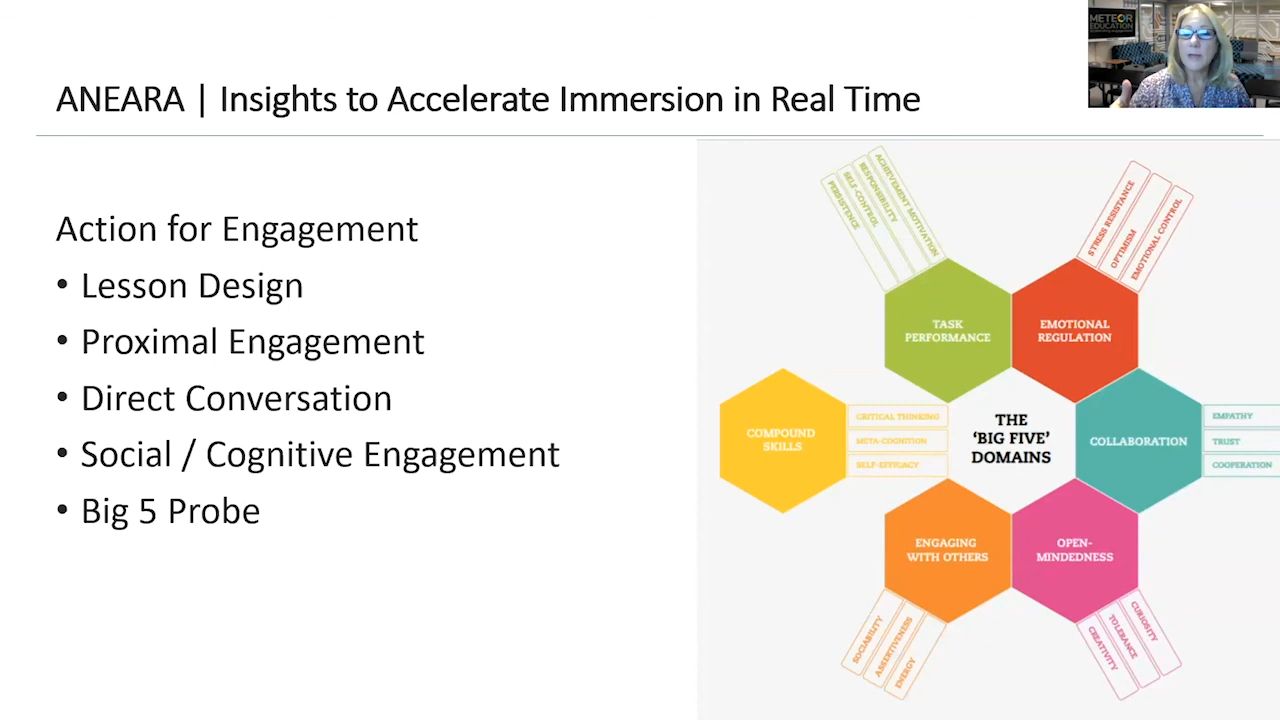 METEOR
EDUCATION
ANEARA | Insights to Accelerate Immersion in Real Time
Action for Engagement
• Lesson Design
• Proximal Engagement
• Direct Conversation
• Social / Cognitive Engagement
• Big 5 Probe
ACHIEVEMENT MOTIVATION
RESPONSIBILITY
SELF-CONTROL
PERSISTENCE
STRESS RESISTANCE
OPTIMISM
EMOTIONAL CONTROL
TASK
PERFORMANCE
EMOTIONAL
REGULATION
COMPOUND
SKILLS
CRITICAL THINKING
META-COGNITION
SELF-EFFICACY
THE
‘BIG FIVE’
DOMAINS
COLLABORATION
EMPATHY
TRUST
COOPERATION
ENGAGING
WITH OTHERS
OPEN-
MINDEDNESS
SOCIABILITY
ASSERTIVENESS
ENERGY
CURIOSITY
TOLERANCE
CREATIVITY